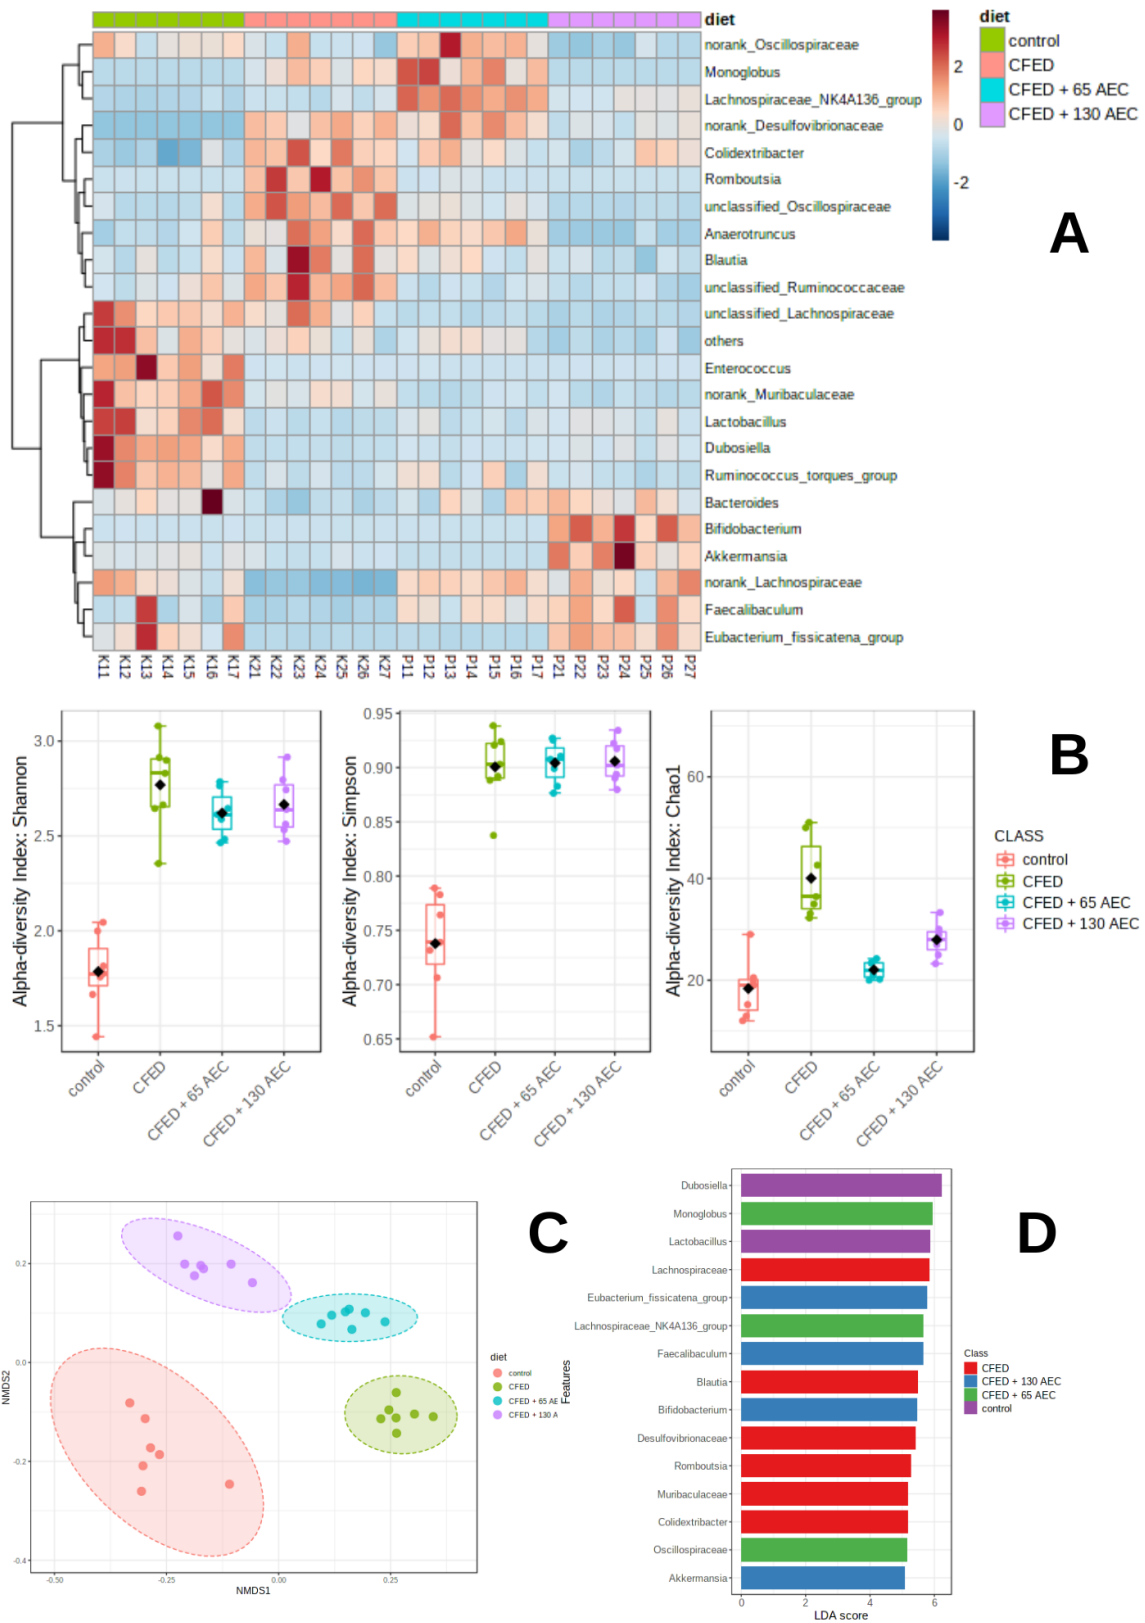 diet
norank_Oscillospiraceae
Monoglobus
Lachnospiraceae_NK4A136_group
norank_Desulfovibrionaceae
Colidextribacter
Romboutsia
unclassified_Oscillospiraceae
Anaerotruncus
Blautia
unclassified_Ruminococcaceae
unclassified_Lachnospiraceae
others
Enterococcus
norank_Muribaculaceae
Lactobacillus
Dubosiella
Ruminococcus_torques_group
Bacteroides
Bifidobacterium
Akkermansia
norank_Lachnospiraceae
Faecalibaculum
Eubacterium_fissicatena_group
K11 K12 K13 K14 K15 K16 K17 K21 K22 K23 K24 K25 K26 K27 P11 P12 P13 P14 P15 P16 P17 P21 P22 P23 P24 P25 P26 P27
2
0
-2
diet
control
CFED
CFED + 65 AEC
CFED + 130 AEC
A
Alpha-diversity Index: Shannon
3.0
2.5
2.0
1.5
control CFED CFED + 65 AEC CFED + 130 AEC
Alpha-diversity Index: Simpson
0.95
0.90
0.85
0.80
0.75
0.70
0.65
control CFED CFED + 65 AEC CFED + 130 AEC
Alpha-diversity Index: Chao1
60
40
20
control CFED CFED + 65 AEC CFED + 130 AEC
B
CLASS
control
CFED
CFED + 65 AEC
CFED + 130 AEC
NMDS2
0.2
0.0
-0.2
-0.4
-0.50 -0.25 0.00 0.25
NMDS1
diet
control
CFED
CFED + 65 AE
CFED + 130 A
C
Features
Dubosiella
Monoglobus
Lactobacillus
Lachnospiraceae
Eubacterium_fissicatena_group
Lachnospiraceae_NK4A136_group
Faecalibaculum
Blautia
Bifidobacterium
Desulfovibrionaceae
Romboutsia
Muribaculaceae
Colidextribacter
Oscillospiraceae
Akkermansia
0 2 4 6
LDA score
D
Class
CFED
CFED + 130 AEC
CFED + 65 AEC
control